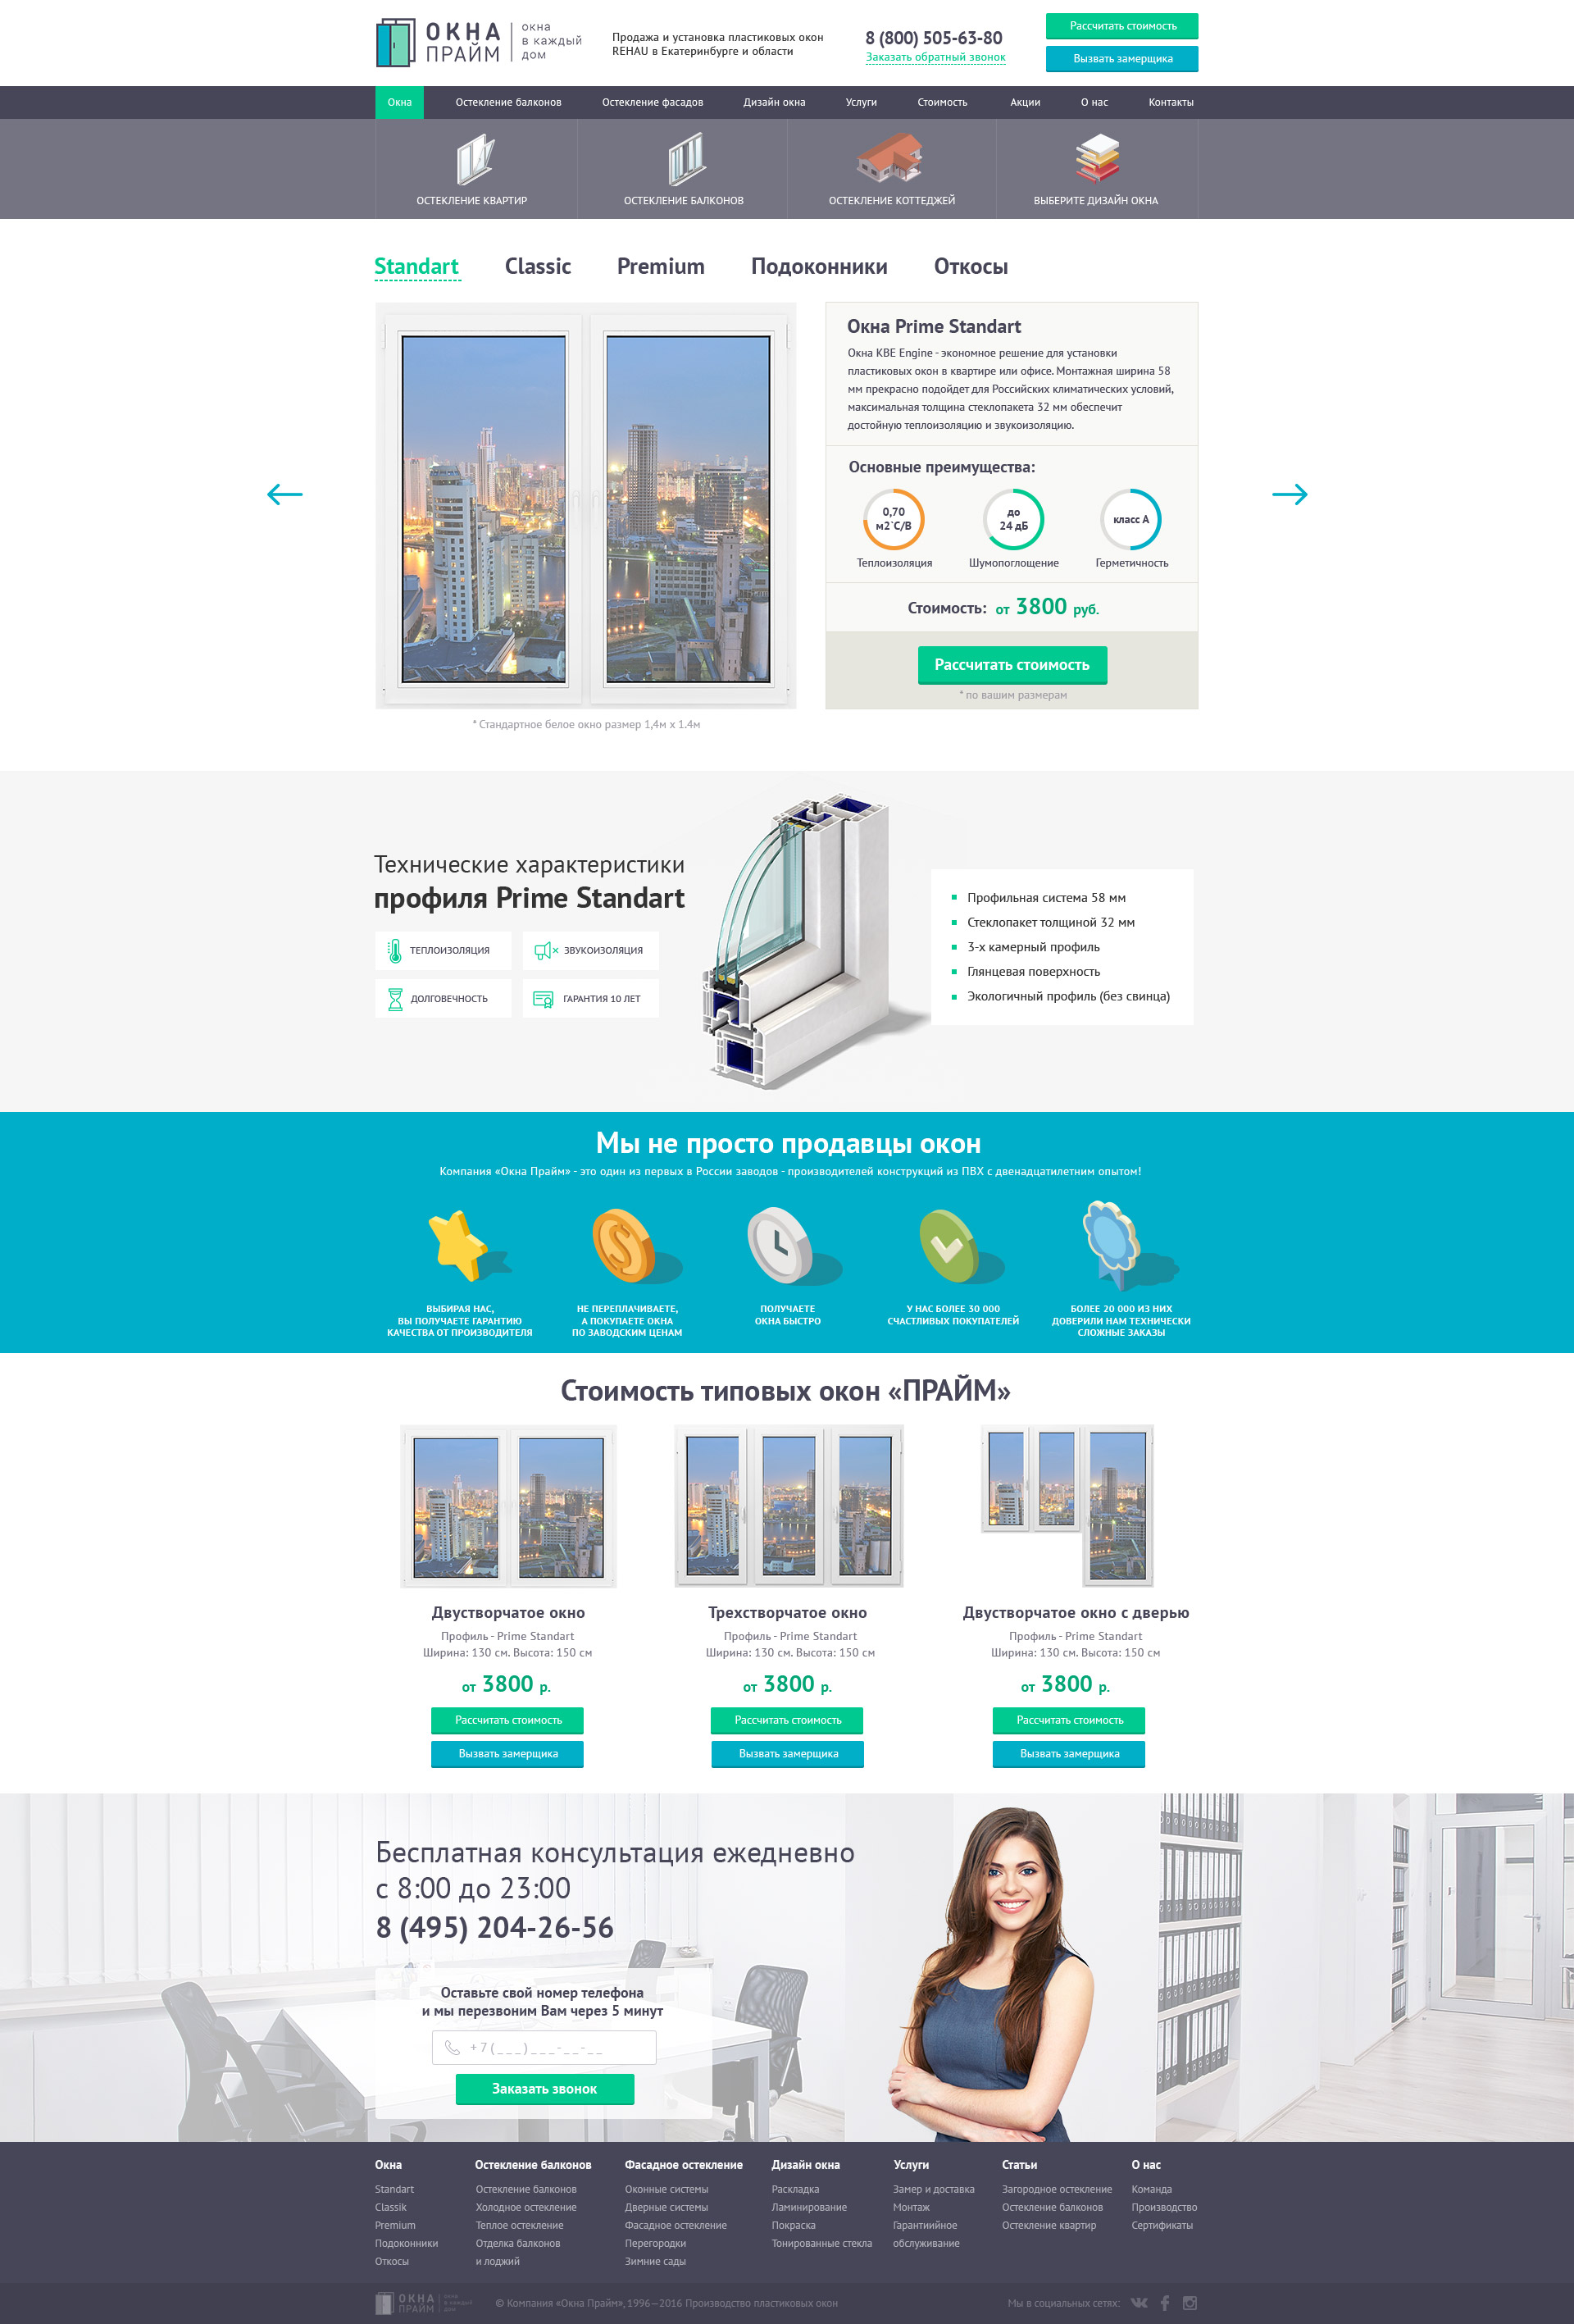 ОКНА
ПРАЙМ
окна
в каждый
дом
Продажа и установка пластиковых окон
REHAU в Екатеринбурге и области
8 (800) 505-63-80
Заказать обратный звонок
Рассчитать стоимость
Вызвать замерщика
Окна Остекление балконов Остекление фасадов Дизайн окна Услуги Стоимость Акции О нас Контакты
ОСТЕКЛЕНИЕ КВАРТИР ОСТЕКЛЕНИЕ БАЛКОНОВ ОСТЕКЛЕНИЕ КОТТЕДЖЕЙ ВЫБЕРИТЕ ДИЗАЙН ОКНА
Standart Classic Premium Подоконники Откосы
Окна Prime Standart
Окна KBE Engine - экономное решение для установки
пластиковых окон в квартире или офисе. Монтажная ширина 58
мм прекрасно подойдет для Российских климатических условий,
максимальная толщина стеклопакета 32 мм обеспечит
достойную теплоизоляцию и звукоизоляцию.
Основные преимущества:
0,70
м2`С/В
до
24 дБ
класс А
Теплоизоляция Шумопоглощение Герметичность
Стоимость: от 3800 руб.
Рассчитать стоимость
* по вашим размерам
* Стандартное белое окно размер 1,4м х 1.4м
Технические характеристики
профиля Prime Standart
ТЕПЛОИЗОЛЯЦИЯ
ЗВУКОИЗОЛЯЦИЯ
ДОЛГОВЕЧНОСТЬ
ГАРАНТИЯ 10 ЛЕТ
Профильная система 58 мм
Стеклопакет толщиной 32 мм
3-х камерный профиль
Глянцевая поверхность
Экологичный профиль (без свинца)
Мы не просто продавцы окон
Компания «Окна Прайм» - это один из первых в России заводов - производителей конструкций из ПВХ с двенадцатилетним опытом!
ВЫБИРАЯ НАС,
ВЫ ПОЛУЧАЕТЕ ГАРАНТИЮ
КАЧЕСТВА ОТ ПРОИЗВОДИТЕЛЯ
НЕ ПЕРЕПЛАЧИВАЕТЕ,
А ПОКУПАЕТЕ ОКНА
ПО ЗАВОДСКИМ ЦЕНАМ
ПОЛУЧАЕТЕ
ОКНА БЫСТРО
У НАС БОЛЕЕ 30 000
СЧАСТЛИВЫХ ПОКУПАТЕЛЕЙ
БОЛЕЕ 20 000 ИЗ НИХ
ДОВЕРИЛИ НАМ ТЕХНИЧЕСКИ
СЛОЖНЫЕ ЗАКАЗЫ
Стоимость типовых окон «ПРАЙМ»
Двустворчатое окно
Профиль - Prime Standart
Ширина: 130 см. Высота: 150 см
от 3800 р.
Рассчитать стоимость
Вызвать замерщика
Трехстворчатое окно
Профиль - Prime Standart
Ширина: 130 см. Высота: 150 см
от 3800 р.
Рассчитать стоимость
Вызвать замерщика
Двустворчатое окно с дверью
Профиль - Prime Standart
Ширина: 130 см. Высота: 150 см
от 3800 р.
Рассчитать стоимость
Вызвать замерщика
Бесплатная консультация ежедневно
с 8:00 до 23:00
8 (495) 204-26-56
Оставьте свой номер телефона
и мы перезвоним Вам через 5 минут
+7(___)___-__-__
Заказать звонок
Окна
Standart
Classik
Premium
Подоконники
Откосы
Остекление балконов
Остекление балконов
Холодное остекление
Теплое остекление
Отделка балконов
и лоджий
Фасадное остекление
Оконные системы
Дверные системы
Фасадное остекление
Перегородки
Зимние сады
Дизайн окна
Раскладка
Ламинирование
Покраска
Тонированные стекла
Услуги
Замер и доставка
Монтаж
Гарантиийное
обслуживание
Статьи
Загородное остекление
Остекление балконов
Остекление квартир
О нас
Команда
Производство
Сертификаты
ОКНА
ПРАЙМ
окна
в каждый
дом
© Компания «Окна Прайм», 1996—2016 Производство пластиковых окон
Мы в социальных сетях: